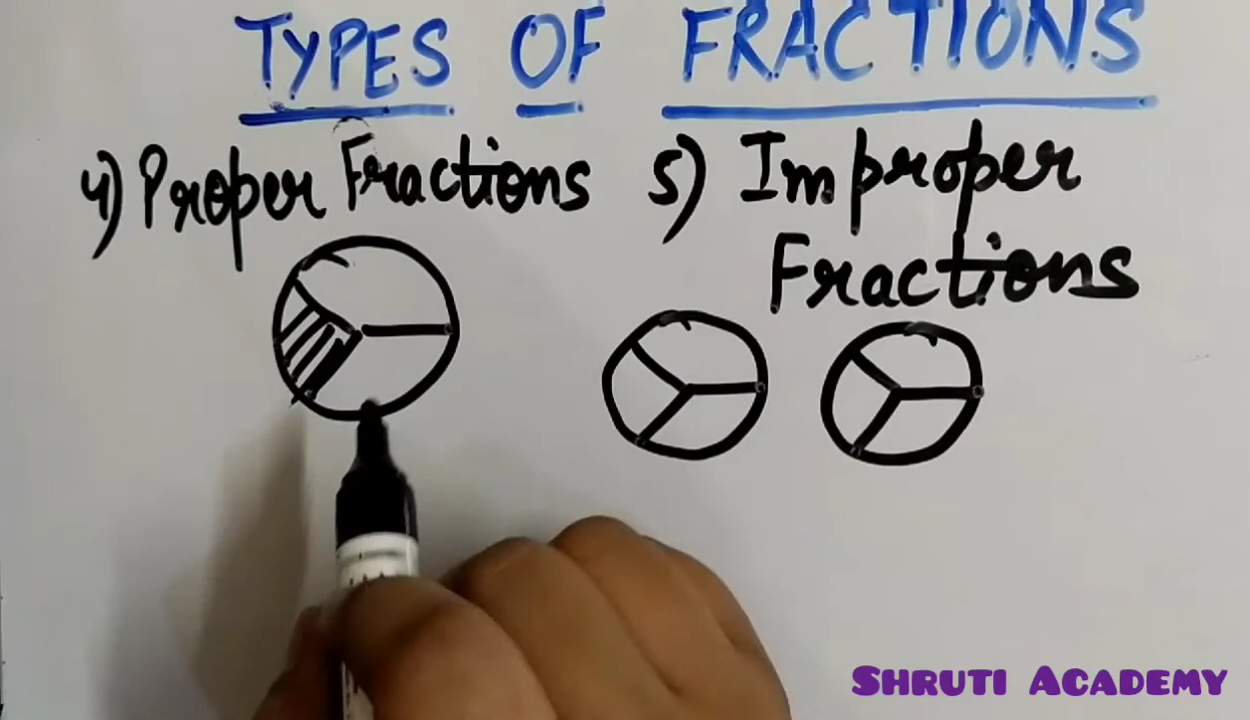 TYPES OF FRACTIONS
4) Proper Fractions
5) Improper
Fractions
SHRUTI ACADEMY